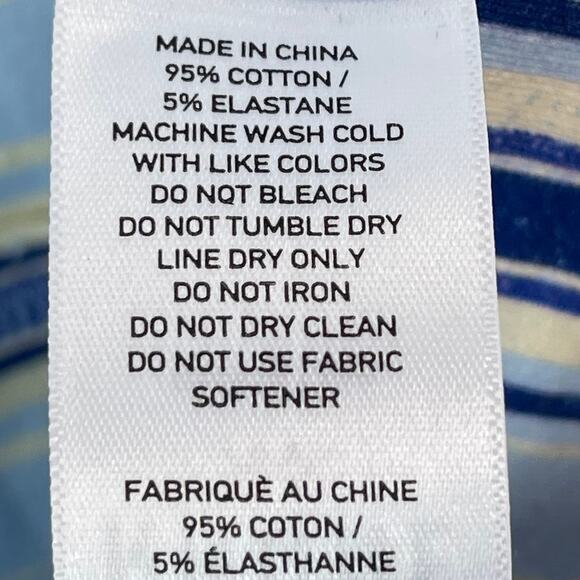 MADE IN CHINA
95% COTTON /
5% ELASTANE
MACHINE WASH COLD
WITH LIKE COLORS
DO NOT BLEACH
DO NOT TUMBLE DRY
LINE DRY ONLY
DO NOT IRON
DO NOT DRY CLEAN
DO NOT USE FABRIC
SOFTENER
FABRIQUÈ AU CHINE
95% COTON /
5% ÉLASTHANNE